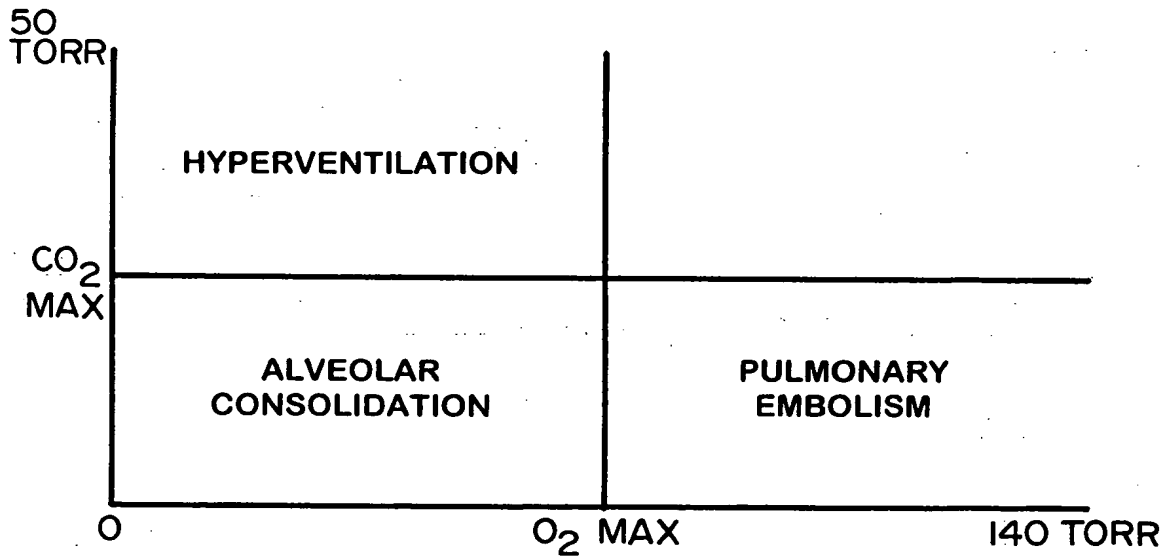 50
TORR
HYPERVENTILATION
CO2
MAX
ALVEOLAR
CONSOLIDATION
PULMONARY
EMBOLISM
0
O2 MAX
140 TORR